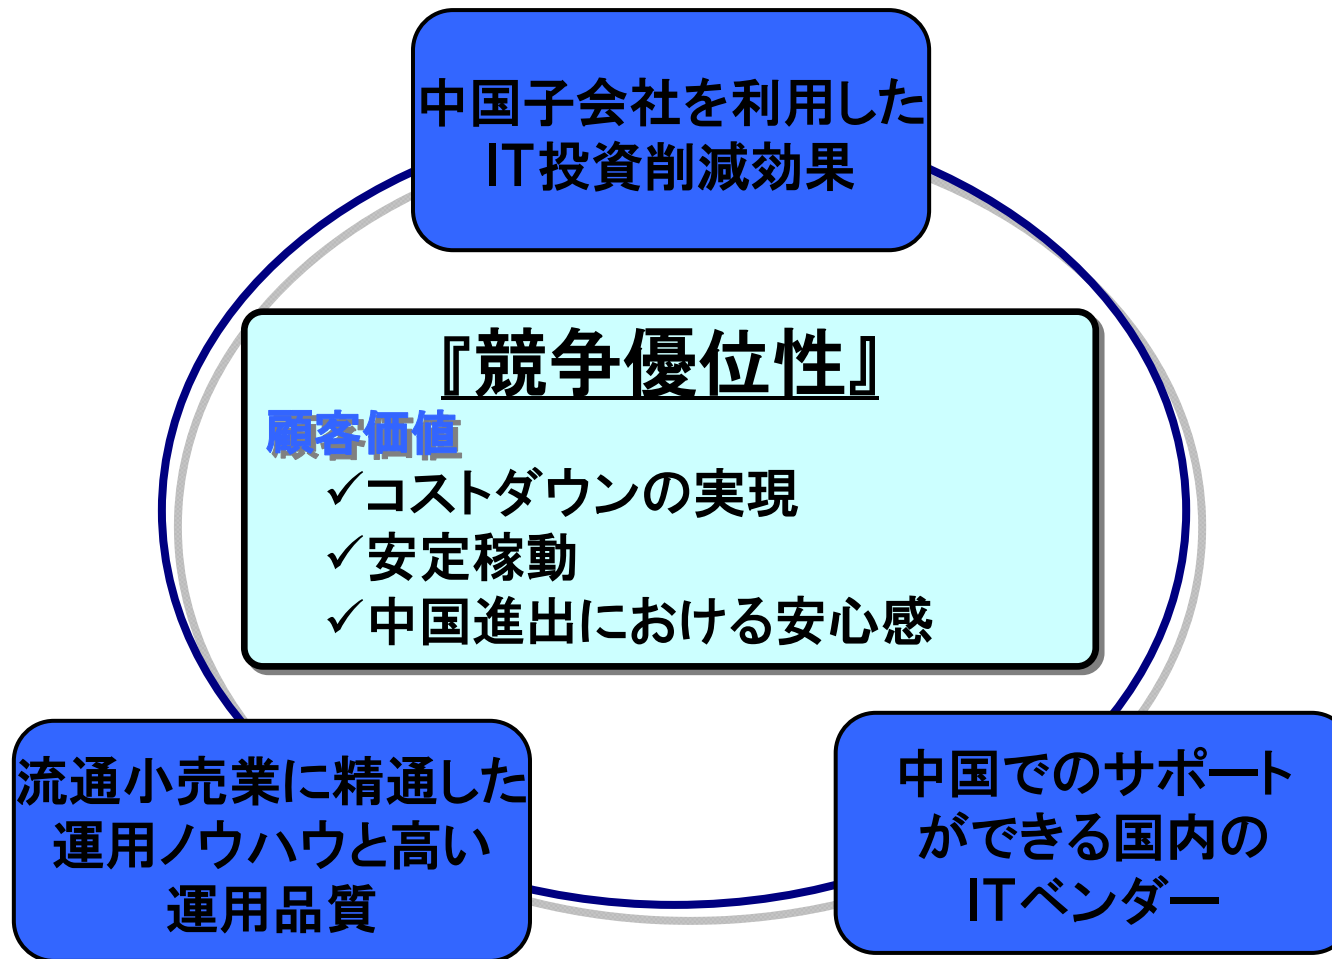 中国子会社を利用した
IT投資削減効果
『競争優位性』
顧客価値
✓コストダウンの実現
✓安定稼動
✓中国進出における安心感
流通小売業に精通した
運用ノウハウと高い
運用品質
中国でのサポート
ができる国内の
ITベンダー